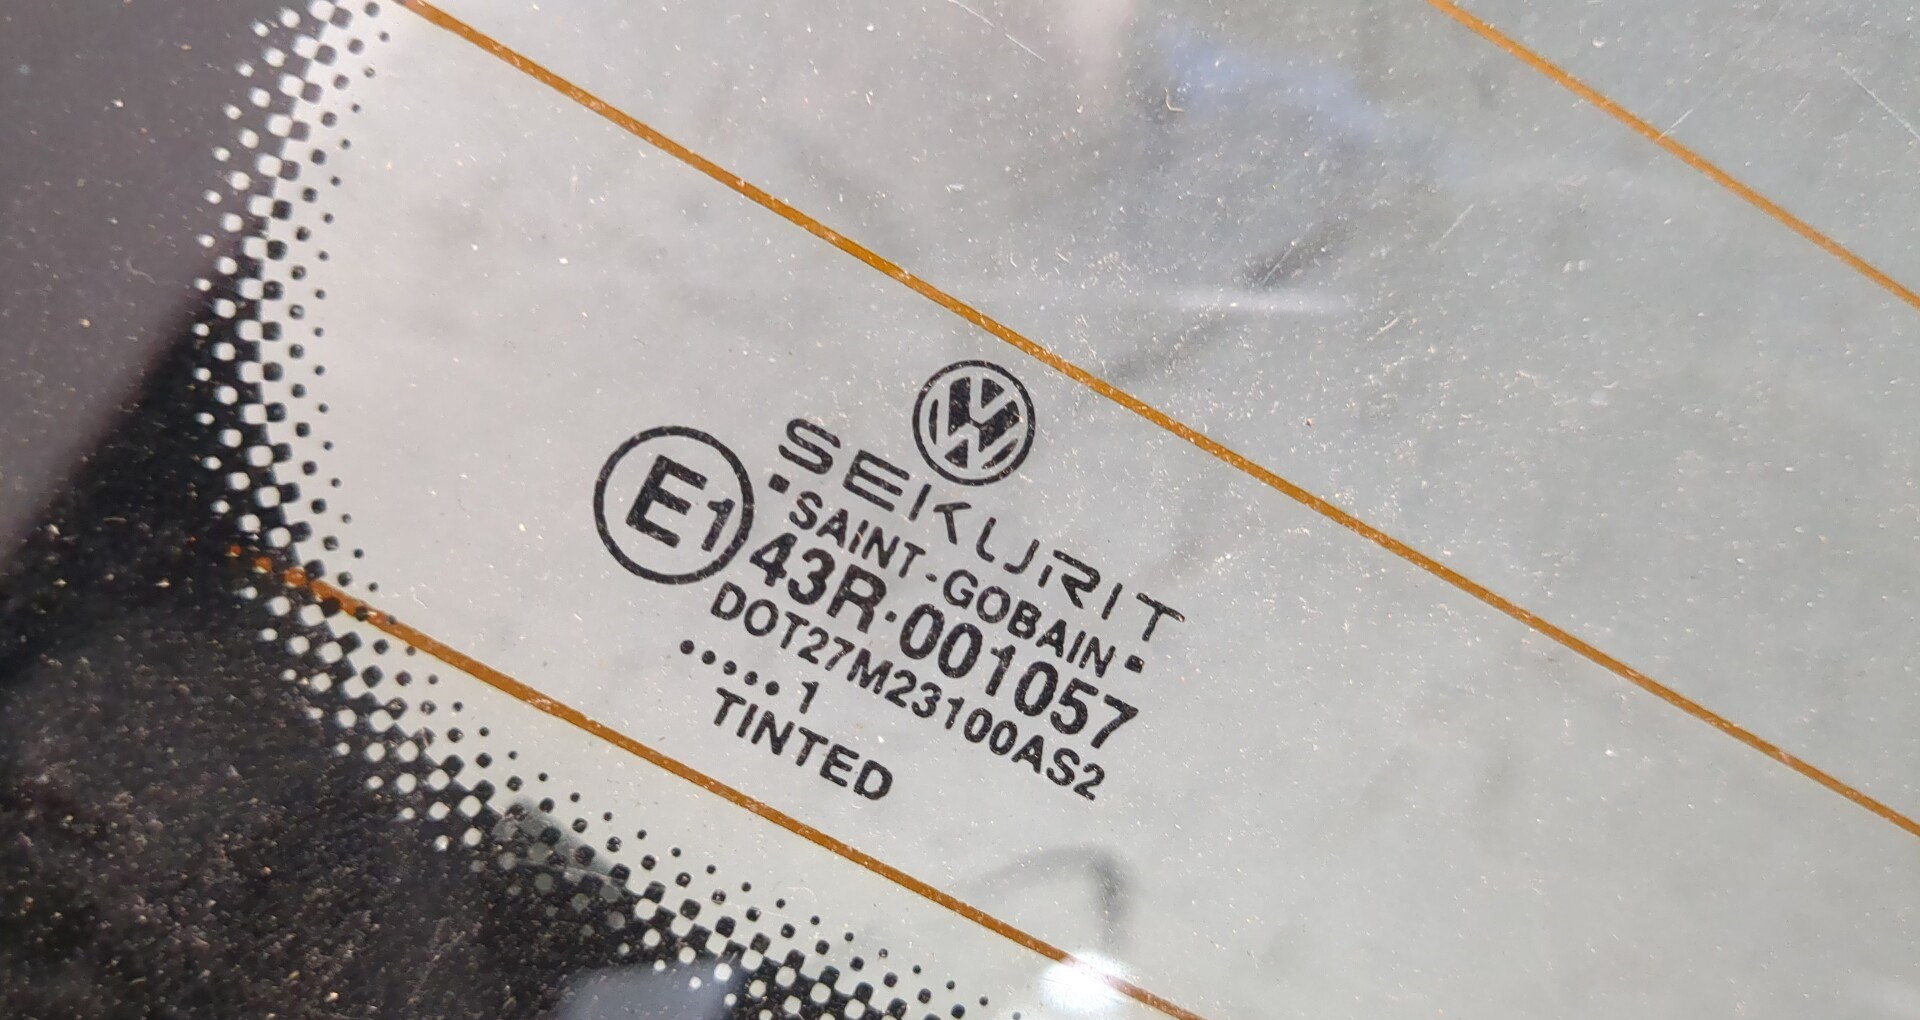 SEKURIT
"SAINT-GOBAIN"
E1
43R·001057
DOT27M23100AS2
.....1
TINTED